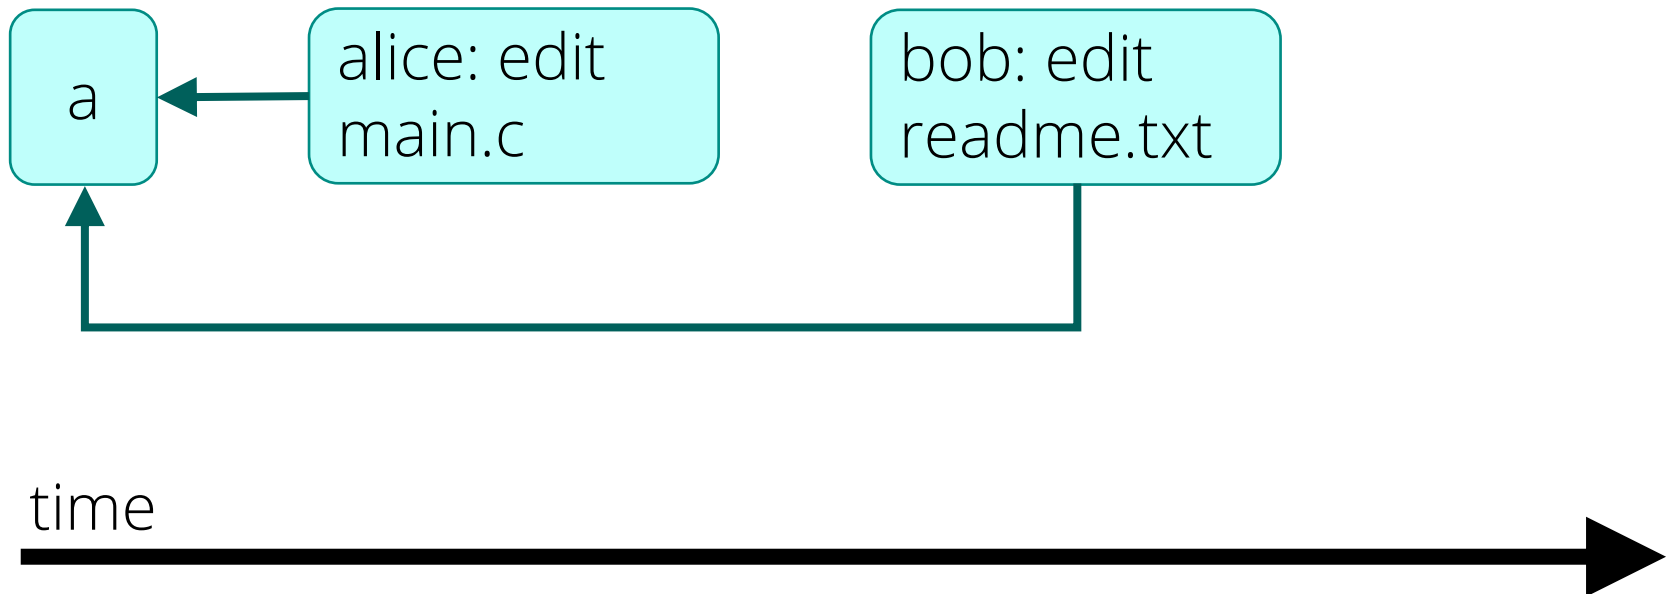 a
alice: edit
main.c
bob: edit
readme.txt
time